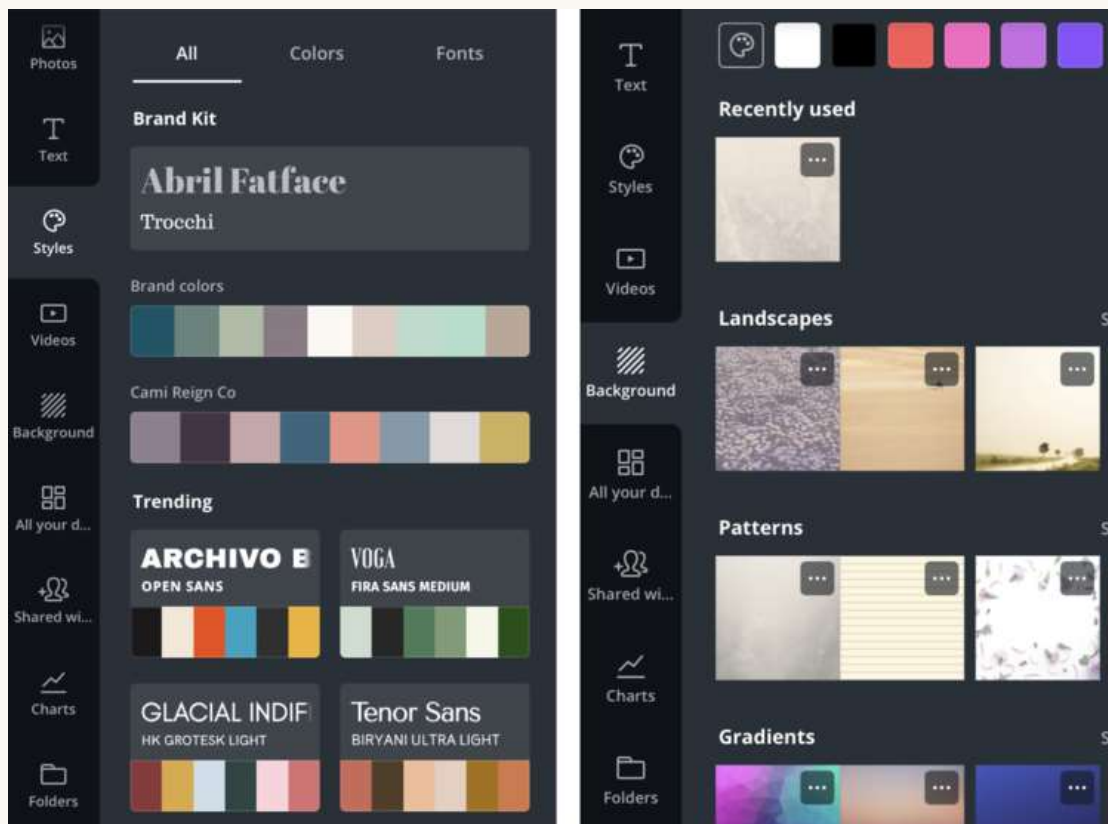 Photos
Text
Styles
Videos
Background
All your d...
Shared wi...
Charts
Folders
All Colors Fonts
Brand Kit
Abril Fatface
Trocchi
Brand colors
Cami Reign Co
Trending
ARCHIVO B
OPEN SANS
VOGA
FIRA SANS MEDIUM
GLACIAL INDIF
HK GROTESK LIGHT
Tenor Sans
BIRYANI ULTRA LIGHT
Text
Styles
Videos
Background
All your d...
Shared wi...
Charts
Folders
Recently used
Landscapes
Patterns
Gradients